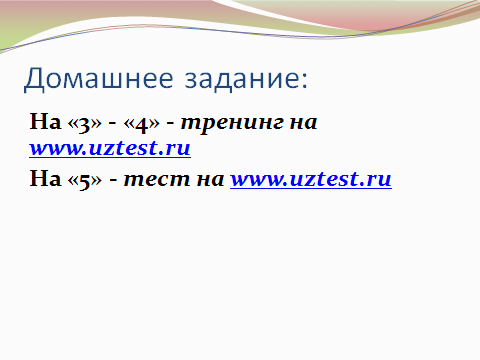 Домашнее задание:
На «3» - «4» - тренинг на
www.uztest.ru
На «5» - тест на www.uztest.ru